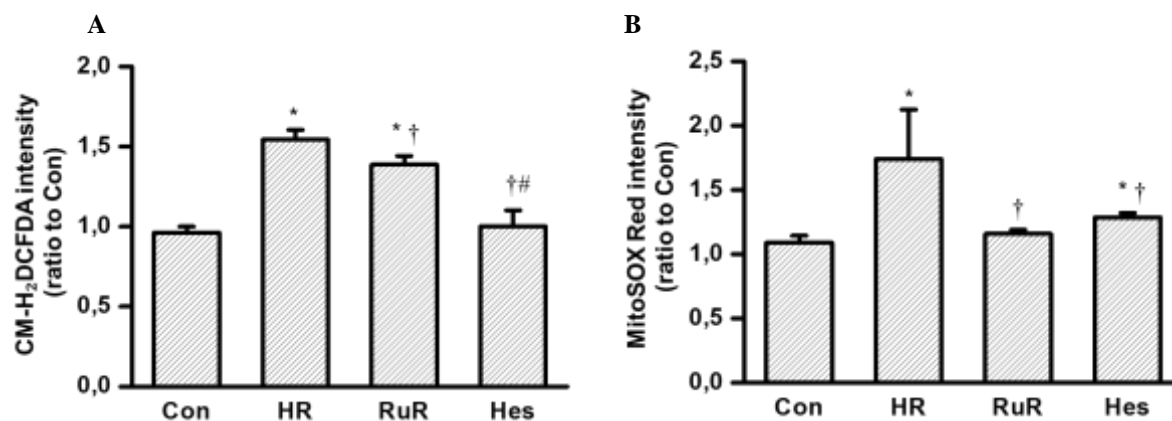 A
CM-H₂DCFDA intensity
(ratio to Con)
2,0
1,5
1,0
0,5
0,0
*
* †
†#
Con HR RuR Hes
B
MitoSOX Red intensity
(ratio to Con)
2,5
2,0
1,5
1,0
0,5
0,0
*
†
* †
Con HR RuR Hes